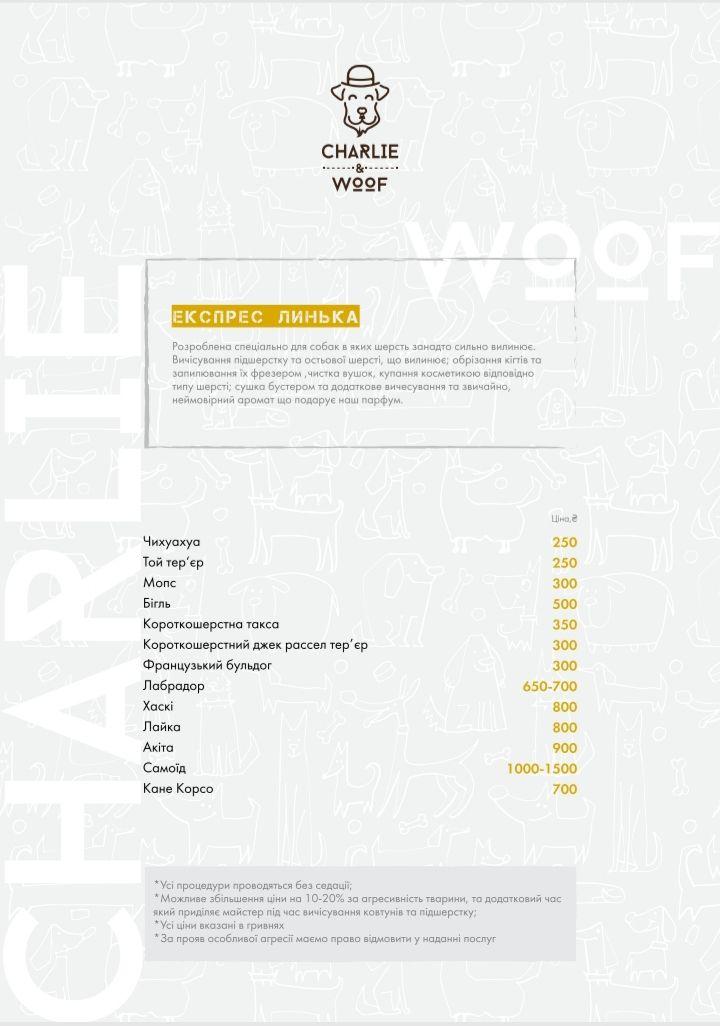 CHARLIE
&
WOOF
WOOF
CHARLIE
ЕКСПРЕС ЛИНЬКА
Розроблена спеціально для собак в яких шерсть занадто сильно вилинює.
Вичісування підшерстку та остьової шерсті, що вилинює; обрізання кігтів та
запилювання їх фрезером ,чистка вушок, купання косметикою відповідно
типу шерсті; сушка бустером та додаткове вичесування та звичайно,
неймовірний аромат що подарує наш парфум.
Ціна,₴
Чихуахуа 250
Той тер’єр 250
Мопс 300
Бігль 500
Короткошерстна такса 350
Короткошерстний джек рассел тер’єр 300
Французький бульдог 300
Лабрадор 650-700
Хаскі 800
Лайка 800
Акіта 900
Самоїд 1000-1500
Кане Корсо 700
*Усі процедури проводяться без седації;
*Можливе збільшення ціни на 10-20% за агресивність тварини, та додатковий час
який приділяє майстер під час вичісування ковтунів та підшерстку;
*Усі ціни вказані в гривнях
*За прояв особливої агресії маємо право відмовити у наданні послуг